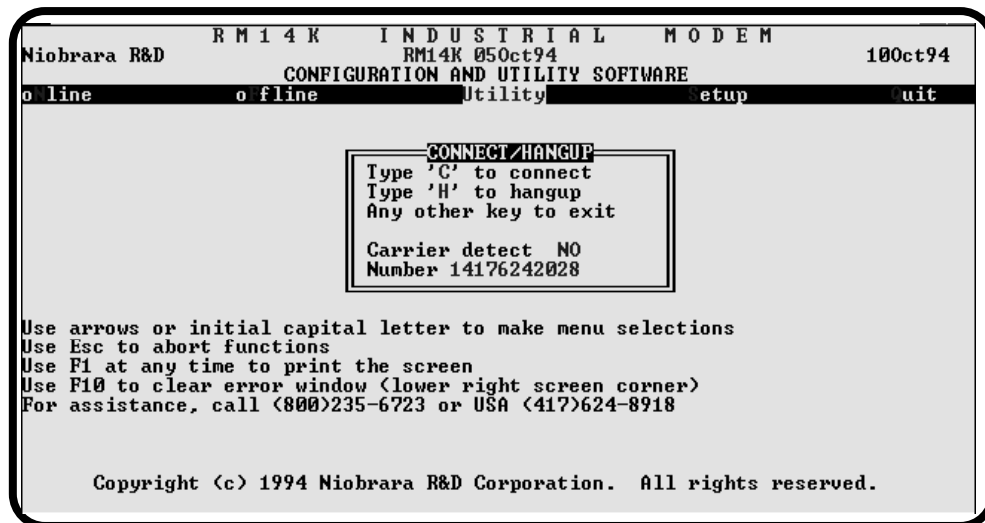 R M 1 4 K I N D U S T R I A L M O D E M
Niobrara R&D RM14K 05Oct94 10Oct94
CONFIGURATION AND UTILITY SOFTWARE
oNline oFfline Utility Setup Quit
CONNECT/HANGUP
Type 'C' to connect
Type 'H' to hangup
Any other key to exit
Carrier detect NO
Number 14176242028
Use arrows or initial capital letter to make menu selections
Use Esc to abort functions
Use F1 at any time to print the screen
Use F10 to clear error window (lower right screen corner)
For assistance, call (800)235-6723 or USA (417)624-8918
Copyright (c) 1994 Niobrara R&D Corporation. All rights reserved.